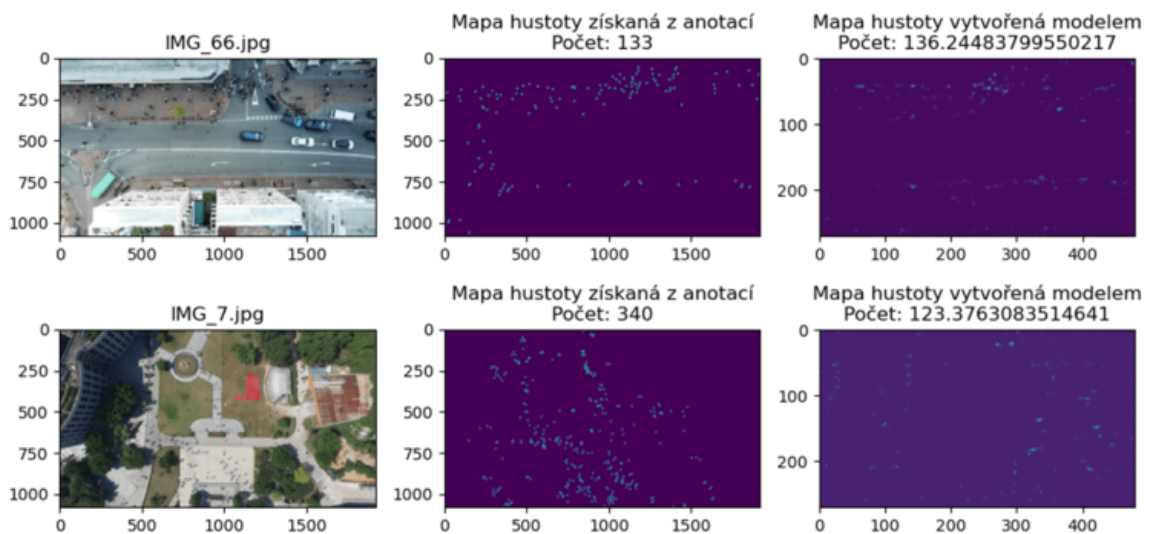 IMG_66.jpg
Mapa hustoty získaná z anotací
Počet: 133
Mapa hustoty vytvořená modelem
Počet: 136.24483799550217
0
250
500
750
1000
0 500 1000 1500
0
250
500
750
1000
0 500 1000 1500
0
100
200
0 100 200 300 400
IMG_7.jpg
Mapa hustoty získaná z anotací
Počet: 340
Mapa hustoty vytvořená modelem
Počet: 123.3763083514641
0
250
500
750
1000
0 500 1000 1500
0
250
500
750
1000
0 500 1000 1500
0
100
200
0 100 200 300 400